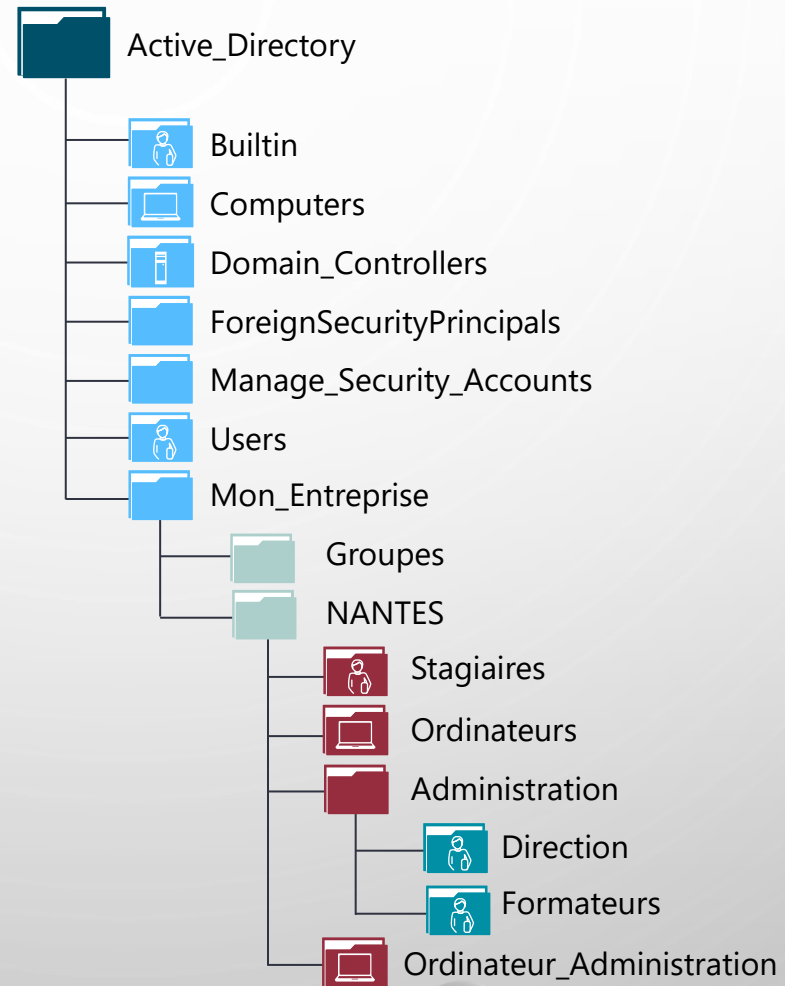 Active_Directory
Builtin
Computers
Domain_Controllers
ForeignSecurityPrincipals
Manage_Security_Accounts
Users
Mon_Entreprise
Groupes
NANTES
Stagiaires
Ordinateurs
Administration
Direction
Formateurs
Ordinateur_Administration